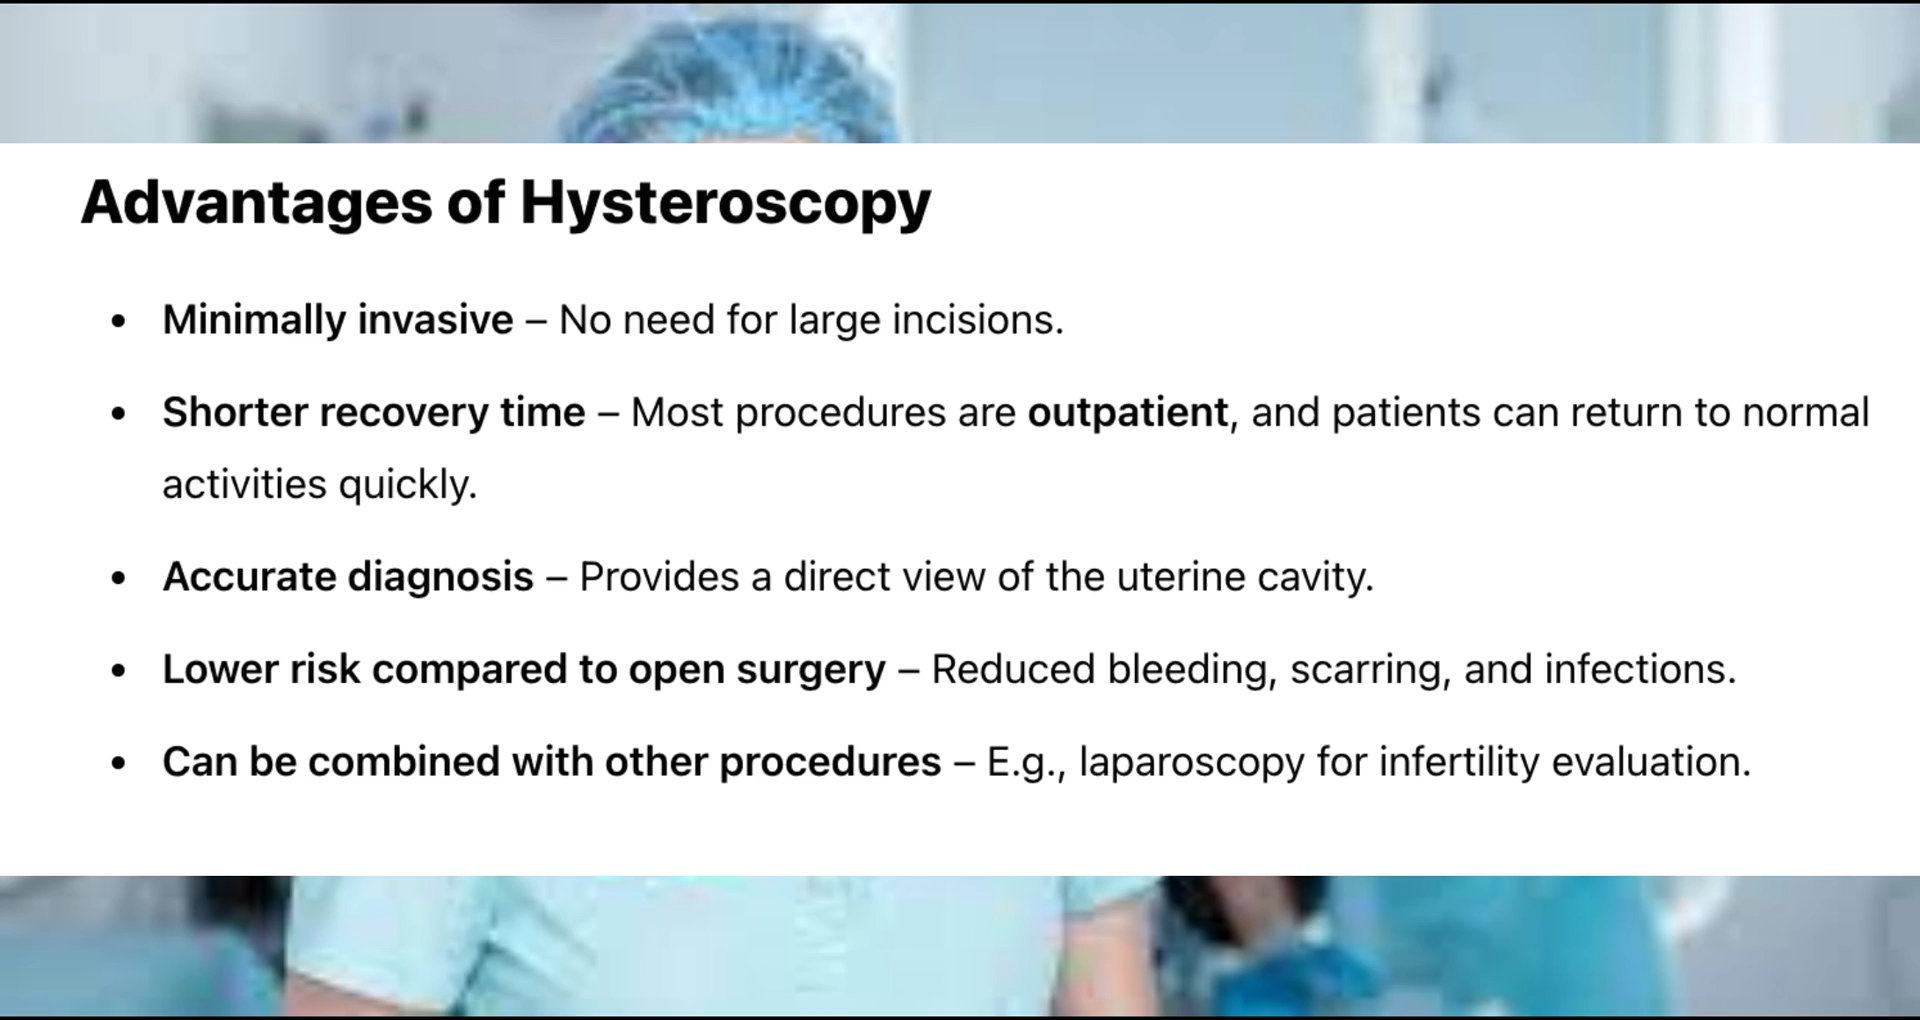 Advantages of Hysteroscopy
• Minimally invasive – No need for large incisions.
• Shorter recovery time – Most procedures are outpatient, and patients can return to normal
activities quickly.
• Accurate diagnosis – Provides a direct view of the uterine cavity.
• Lower risk compared to open surgery – Reduced bleeding, scarring, and infections.
• Can be combined with other procedures – E.g., laparoscopy for infertility evaluation.